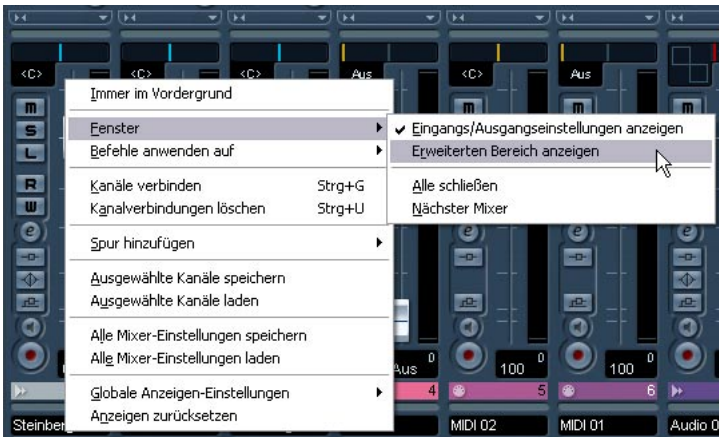 <C> <C> <C> Aus <C> Aus
Immer im Vordergrund
Fenster
Befehle anwenden auf
Kanäle verbinden Strg+G
Kanalverbindungen löschen Strg+U
Spur hinzufügen
Ausgewählte Kanäle speichern
Ausgewählte Kanäle laden
Alle Mixer-Einstellungen speichern
Alle Mixer-Einstellungen laden
Globale Anzeigen-Einstellungen
Anzeigen zurücksetzen
Eingangs/Ausgangseinstellungen anzeigen
Erweiterten Bereich anzeigen
Alle schließen
Nächster Mixer
m
S
L
R
W
e
m m m
e e e
Aus 0 100 0 100 0
4 5 6
Steinberg MIDI 02 MIDI 01 Audio 0